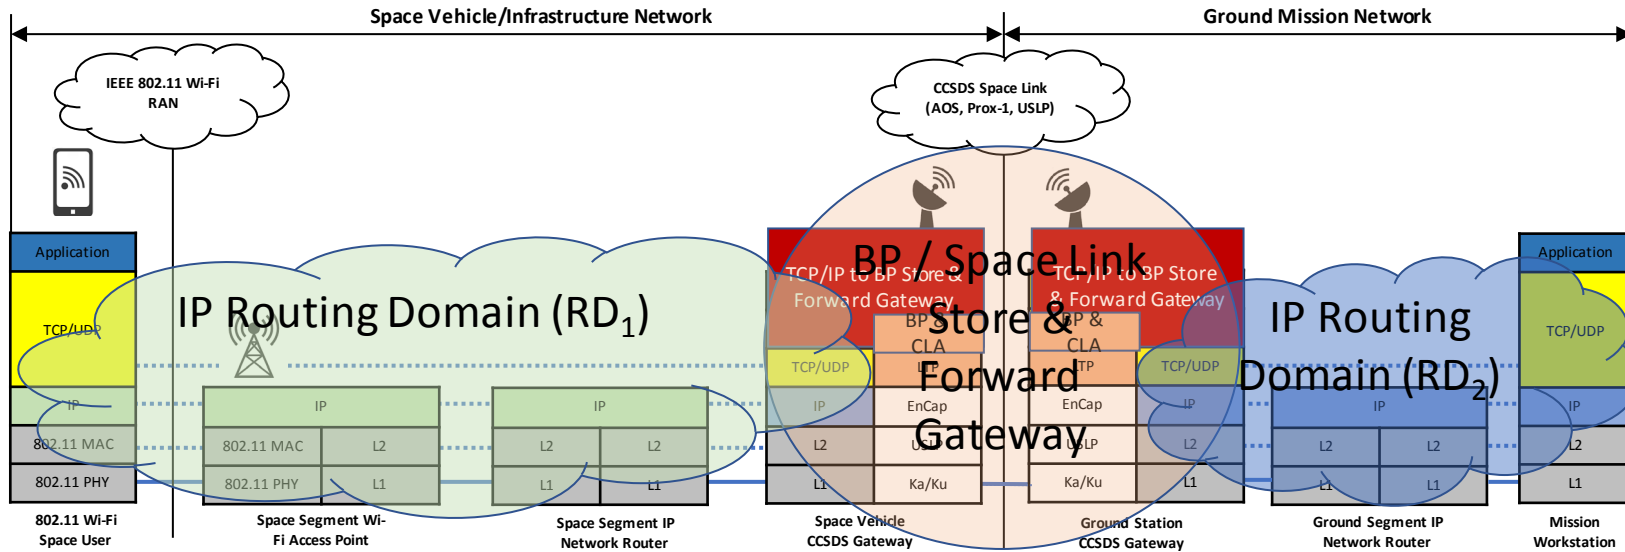 Space Vehicle/Infrastructure Network
Ground Mission Network
IEEE 802.11 Wi-Fi
RAN
CCSDS Space Link
(AOS, Prox-1, USLP)
Application
TCP/UDP
IP
802.11 MAC
802.11 PHY
802.11 Wi-Fi
Space User
IP Routing Domain (RD1)
IP
802.11 MAC
L2
802.11 PHY
L1
Space Segment Wi-
Fi Access Point
IP
L2
L2
L1
L1
Space Segment IP
Network Router
BP / Space Link
Store &
Forward
Gateway
TCP/IP to BP Store &
Forward Gateway
BP &
CLA
TCP/UDP
LTP
IP
EnCap
L2
USLP
L1
Ka/Ku
Space Vehicle
CCSDS Gateway
TCP/IP to BP Store
& Forward Gateway
BP &
CLA
LTP
TCP/UDP
EnCap
IP
USLP
L2
Ka/Ku
L1
Ground Station
CCSDS Gateway
IP Routing
Domain (RD2)
IP
L2
L2
L1
L1
Ground Segment IP
Network Router
Application
TCP/UDP
IP
L2
L1
Mission
Workstation